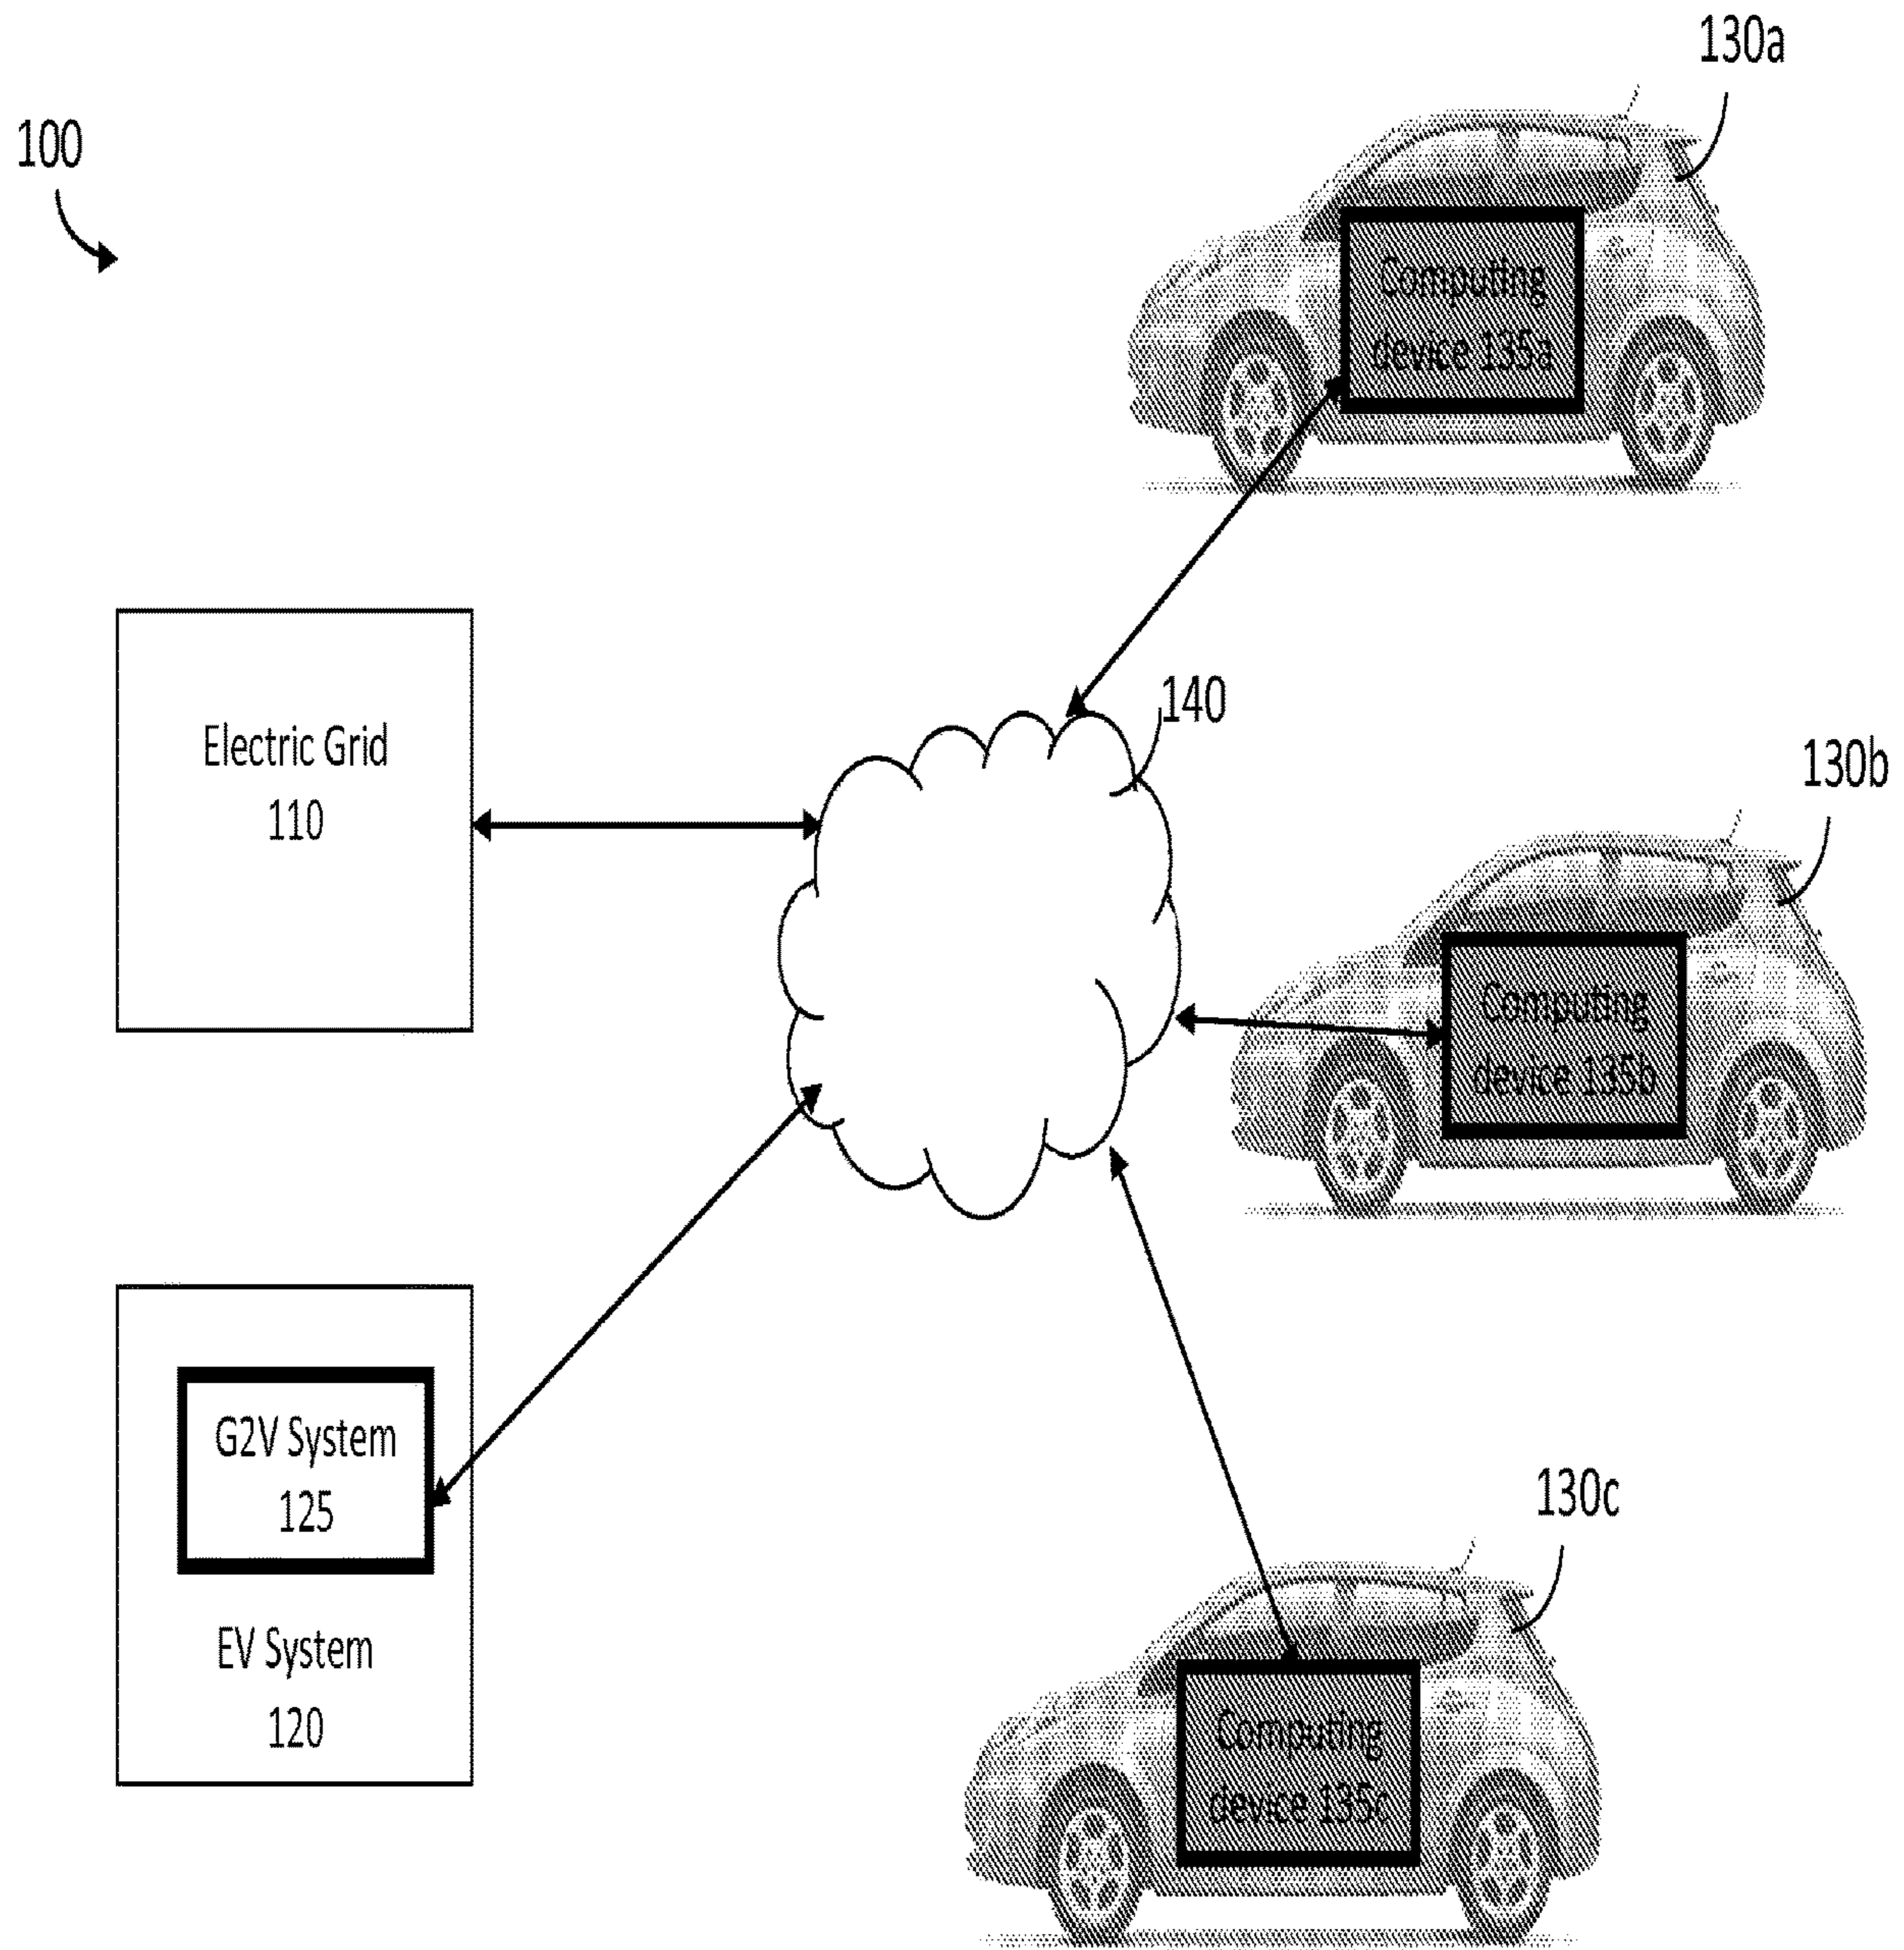 130a
100
Computing
device 135a
140
Electric Grid
110
130b
Computing
device 135b
G2V System
125
EV System
120
130c
Computing
device 135c